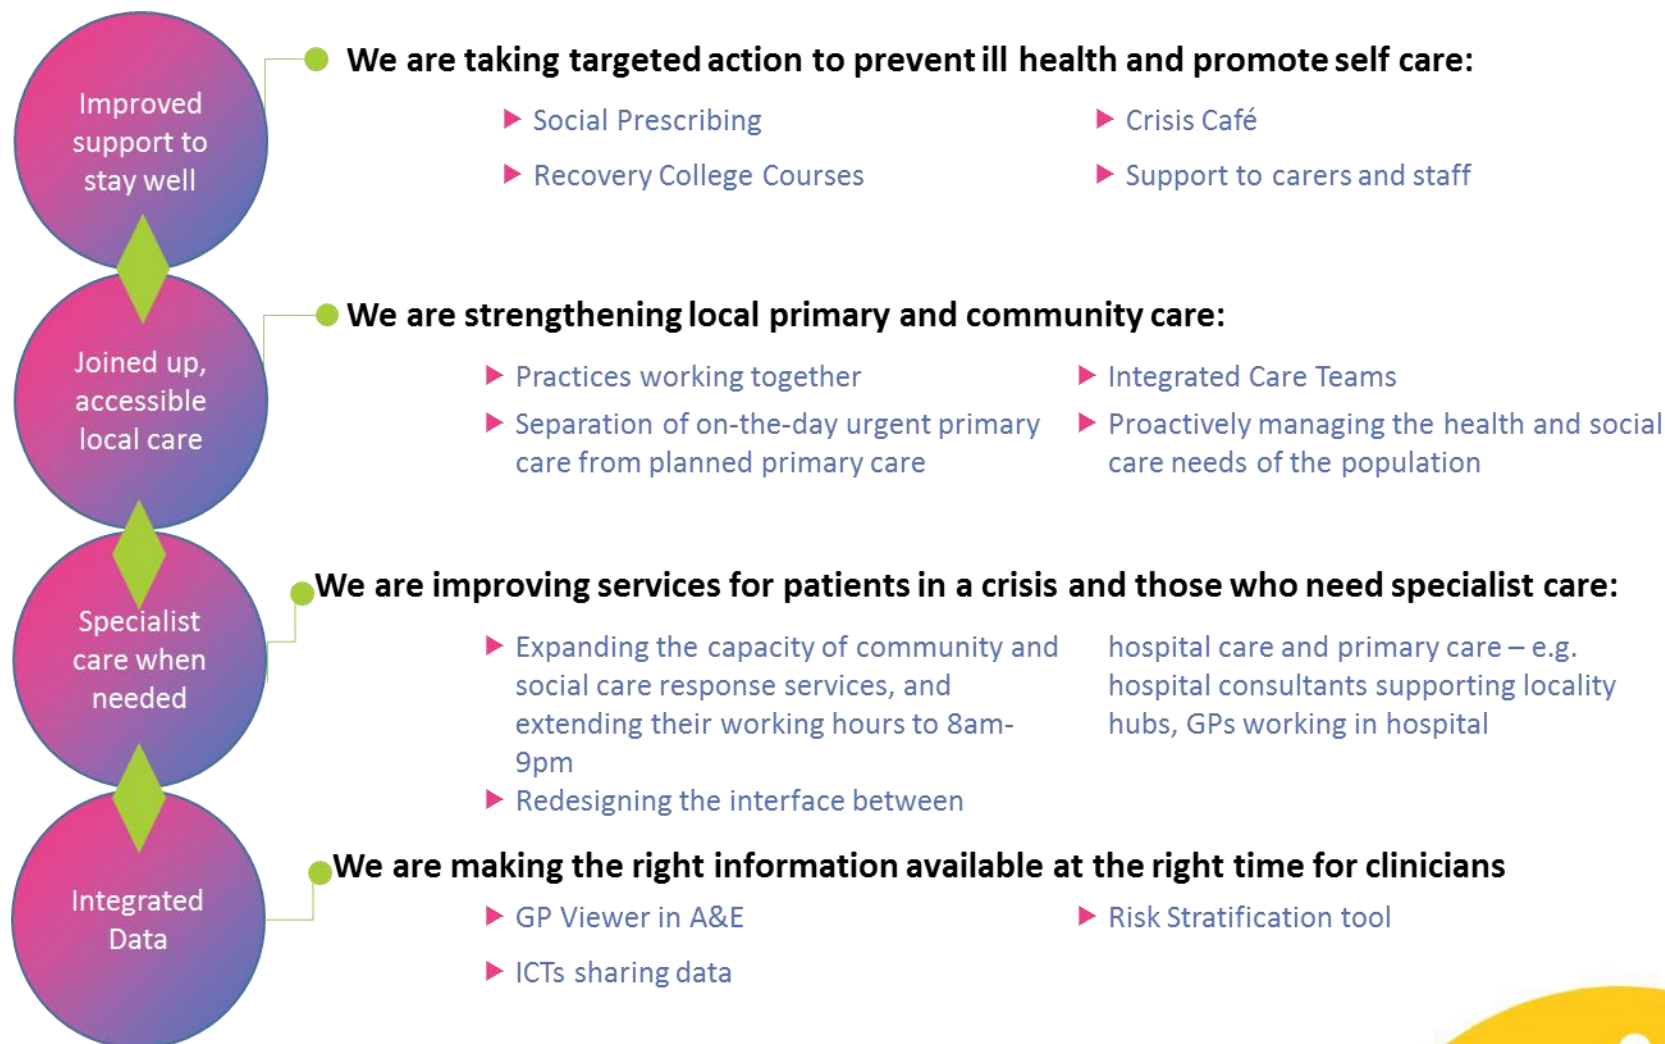 Improved
support to
stay well
We are taking targeted action to prevent ill health and promote self care:
▶ Social Prescribing
▶ Recovery College Courses
▶ Crisis Café
▶ Support to carers and staff
Joined up,
accessible
local care
We are strengthening local primary and community care:
▶ Practices working together
▶ Separation of on-the-day urgent primary
care from planned primary care
▶ Integrated Care Teams
▶ Proactively managing the health and social
care needs of the population
Specialist
care when
needed
We are improving services for patients in a crisis and those who need specialist care:
▶ Expanding the capacity of community and
social care response services, and
extending their working hours to 8am-
9pm
▶ Redesigning the interface between
hospital care and primary care – e.g.
hospital consultants supporting locality
hubs, GPs working in hospital
Integrated
Data
We are making the right information available at the right time for clinicians
▶ GP Viewer in A&E
▶ ICTs sharing data
▶ Risk Stratification tool